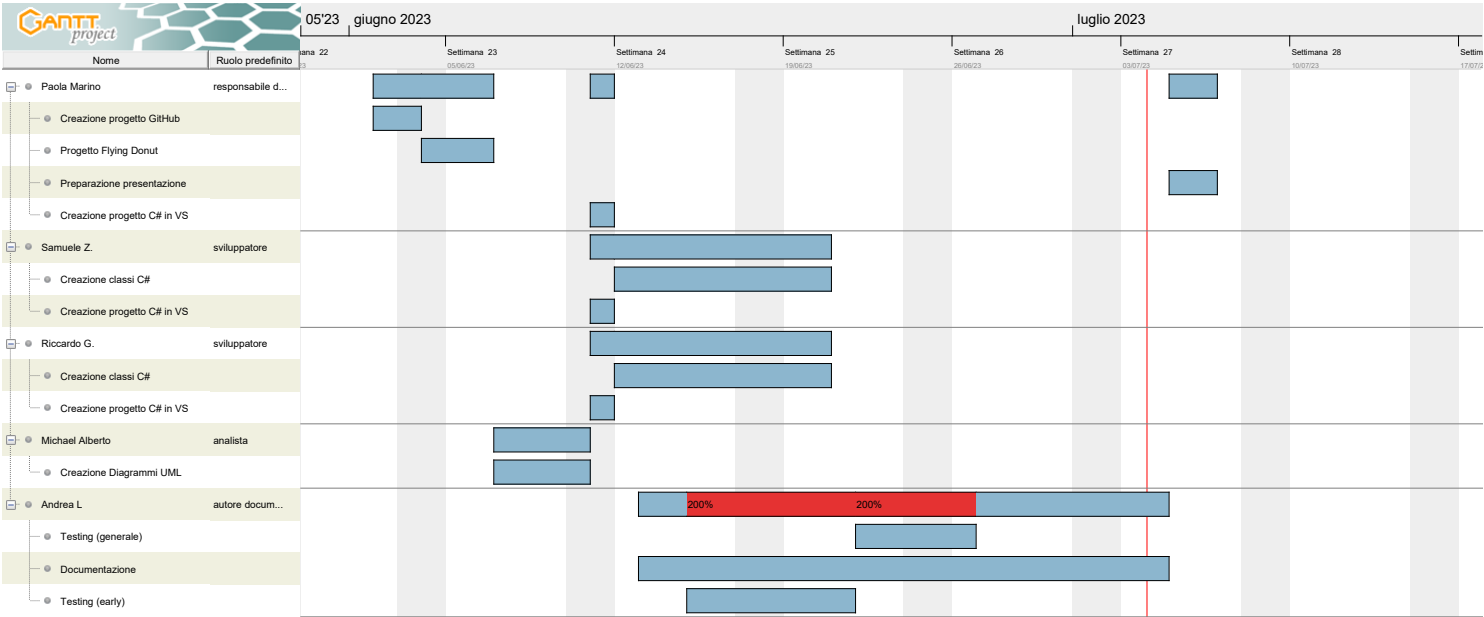 GANTT
project
05'23 giugno 2023 luglio 2023
Nome Ruolo predefinito
ana 22 Settimana 23 Settimana 24 Settimana 25 Settimana 26 Settimana 27 Settimana 28 Settim
05/06/23 12/06/23 19/06/23 26/06/23 03/07/23 10/07/23 17/07/2
Paola Marino responsabile d...
Creazione progetto GitHub
Progetto Flying Donut
Preparazione presentazione
Creazione progetto C# in VS
Samuele Z. sviluppatore
Creazione classi C#
Creazione progetto C# in VS
Riccardo G. sviluppatore
Creazione classi C#
Creazione progetto C# in VS
Michael Alberto analista
Creazione Diagrammi UML
Andrea L autore docum... 200% 200%
Testing (generale)
Documentazione
Testing (early)